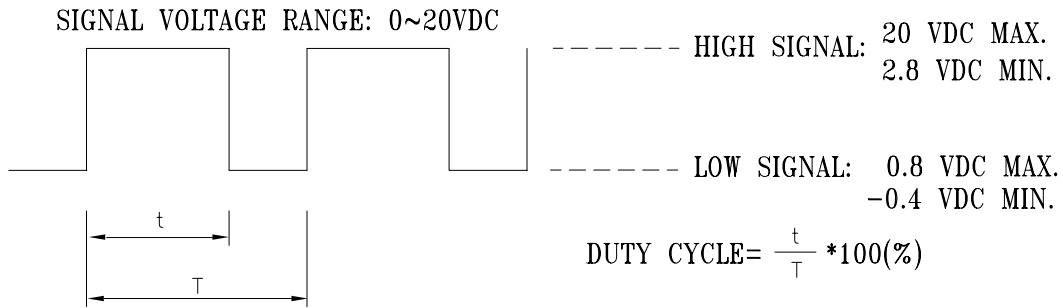 SIGNAL VOLTAGE RANGE: 0~20VDC
HIGH SIGNAL: 20 VDC MAX.
2.8 VDC MIN.
LOW SIGNAL: 0.8 VDC MAX.
-0.4 VDC MIN.
t
T
DUTY CYCLE= t/T *100(%)